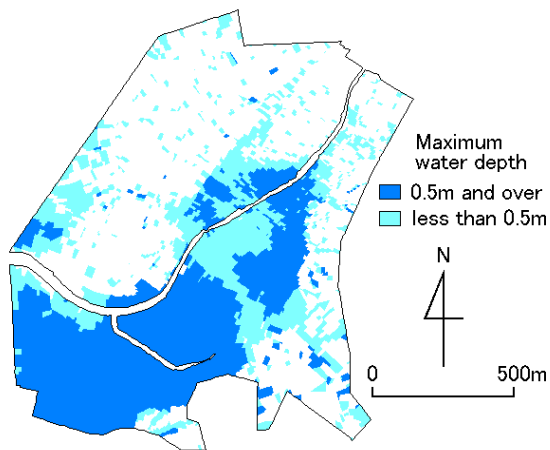 Maximum
water depth
0.5m and over
less than 0.5m
N
0 500m